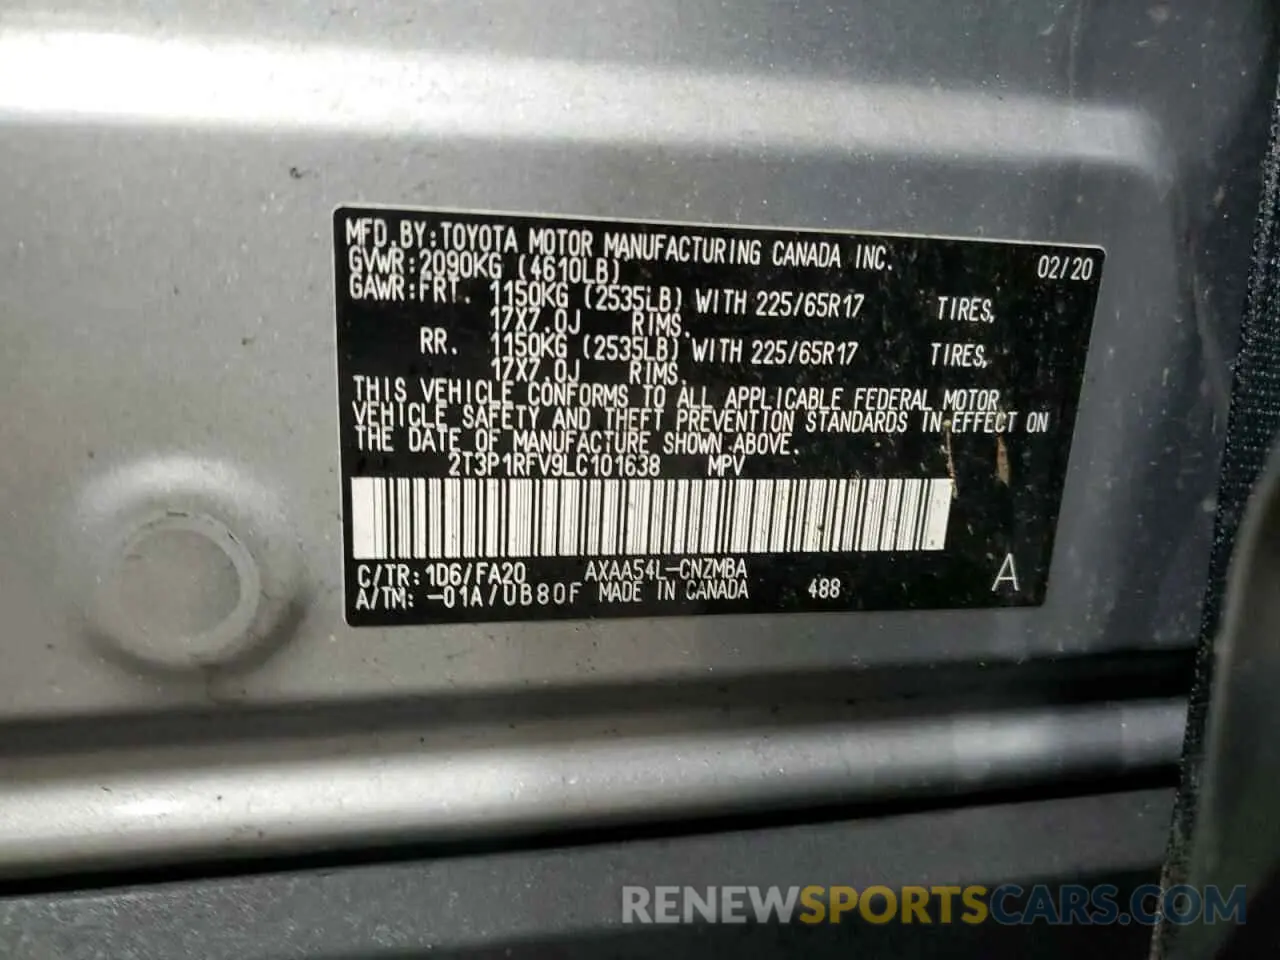 MFD.BY:TOYOTA MOTOR MANUFACTURING CANADA INC.
GVWR:2090KG (4610LB) 02/20
GAWR:FRT. 1150KG (2535LB) WITH 225/65R17 TIRES,
17X7.0J RIMS.
RR. 1150KG (2535LB) WITH 225/65R17 TIRES,
17X7.0J RIMS.
THIS VEHICLE CONFORMS TO ALL APPLICABLE FEDERAL MOTOR
VEHICLE SAFETY AND THEFT PREVENTION STANDARDS IN EFFECT ON
THE DATE OF MANUFACTURE SHOWN ABOVE.
2T3P1RFV9LC101638 MPV
C/TR:1D6/FA20 AXAA54L-CNZMBA
A/TM: -01A/UB80F MADE IN CANADA 488 A
RENEWSPORTSCARS.COM